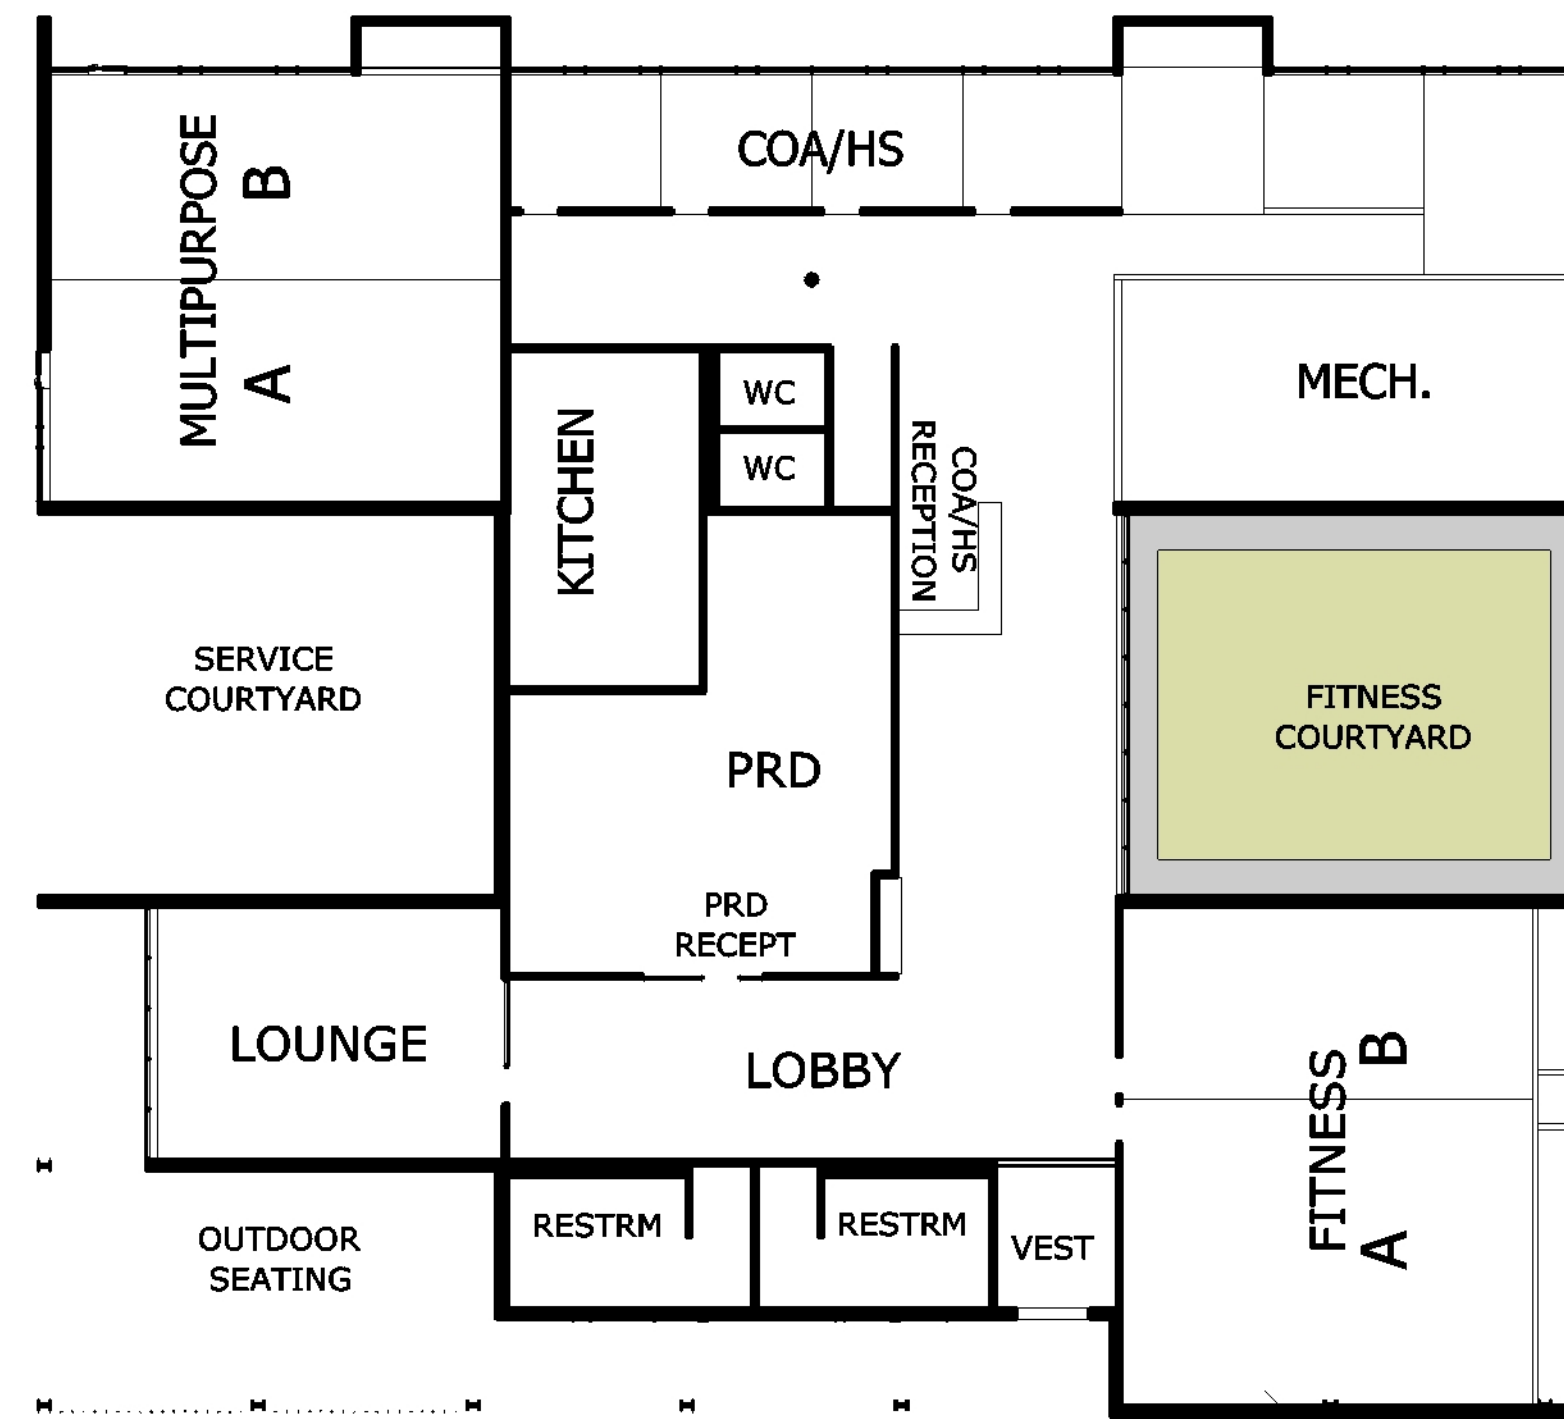 MULTIPURPOSE
B
A
COA/HS
MECH.
WC
WC
KITCHEN
COA/HS
RECEPTION
SERVICE
COURTYARD
FITNESS
COURTYARD
PRD
PRD
RECEPT
LOUNGE
LOBBY
FITNESS
B
A
RESTRM
RESTRM
VEST
OUTDOOR
SEATING